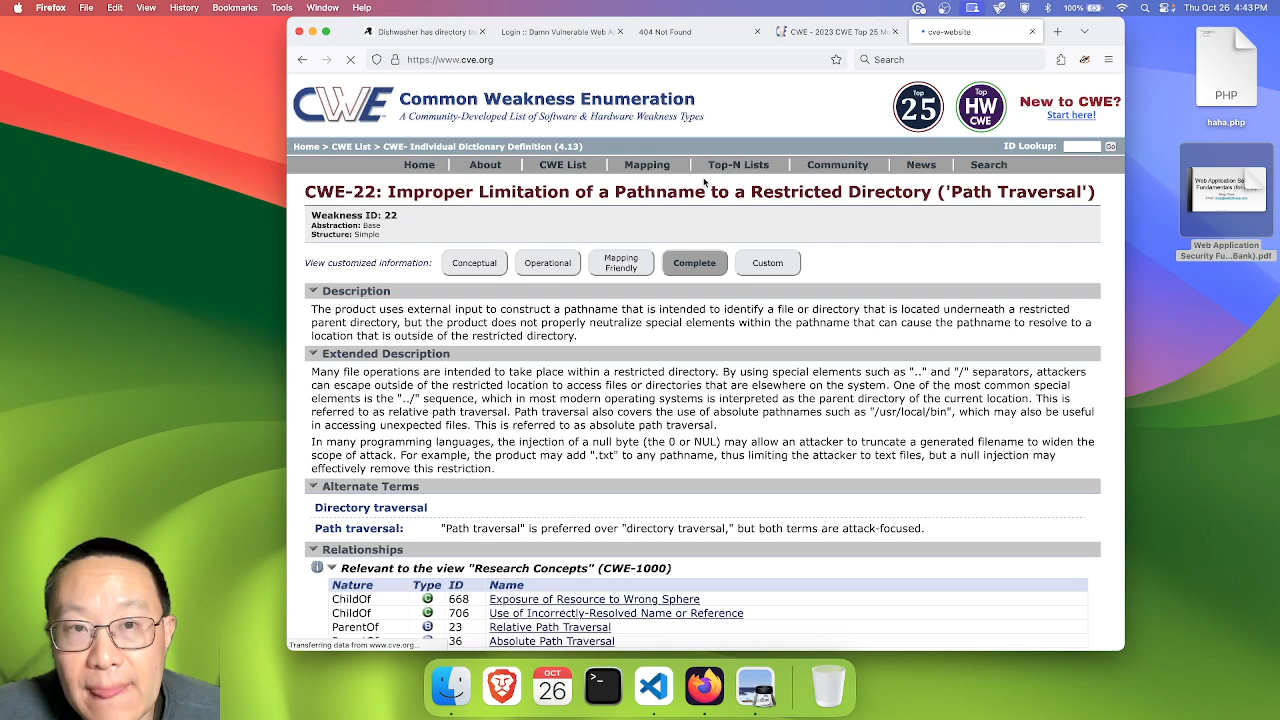 Firefox File Edit View History Bookmarks Tools Window Help
100% Thu Oct 26 4:43 PM
Dishwasher has directory tr
Login :: Damn Vulnerable Web A
404 Not Found
CWE - 2023 CWE Top 25 M
cve-website
https://www.cve.org
Search
CWE
Common Weakness Enumeration
A Community-Developed List of Software & Hardware Weakness Types
Top 25
Top HW CWE
New to CWE?
Start here!
Home > CWE List > CWE- Individual Dictionary Definition (4.13)
ID Lookup:
Go
Home About CWE List Mapping Top-N Lists Community News Search
CWE-22: Improper Limitation of a Pathname to a Restricted Directory ('Path Traversal')
Weakness ID: 22
Abstraction: Base
Structure: Simple
View customized information:
Conceptual
Operational
Mapping
Friendly
Complete
Custom
Description
The product uses external input to construct a pathname that is intended to identify a file or directory that is located underneath a restricted
parent directory, but the product does not properly neutralize special elements within the pathname that can cause the pathname to resolve to a
location that is outside of the restricted directory.
Extended Description
Many file operations are intended to take place within a restricted directory. By using special elements such as ".." and "/" separators, attackers
can escape outside of the restricted location to access files or directories that are elsewhere on the system. One of the most common special
elements is the "../" sequence, which in most modern operating systems is interpreted as the parent directory of the current location. This is
referred to as relative path traversal. Path traversal also covers the use of absolute pathnames such as "/usr/local/bin", which may also be useful
in accessing unexpected files. This is referred to as absolute path traversal.
In many programming languages, the injection of a null byte (the 0 or NUL) may allow an attacker to truncate a generated filename to widen the
scope of attack. For example, the product may add ".txt" to any pathname, thus limiting the attacker to text files, but a null injection may
effectively remove this restriction.
Alternate Terms
Directory traversal
Path traversal: "Path traversal" is preferred over "directory traversal," but both terms are attack-focused.
Relationships
Relevant to the view "Research Concepts" (CWE-1000)
Nature Type ID Name
ChildOf C 668 Exposure of Resource to Wrong Sphere
ChildOf C 706 Use of Incorrectly-Resolved Name or Reference
ParentOf B 23 Relative Path Traversal
36 Absolute Path Traversal
Transferring data from www.cve.org...
PHP
haha.php
Web Application
Security Fu...Bank).pdf
OCT
26